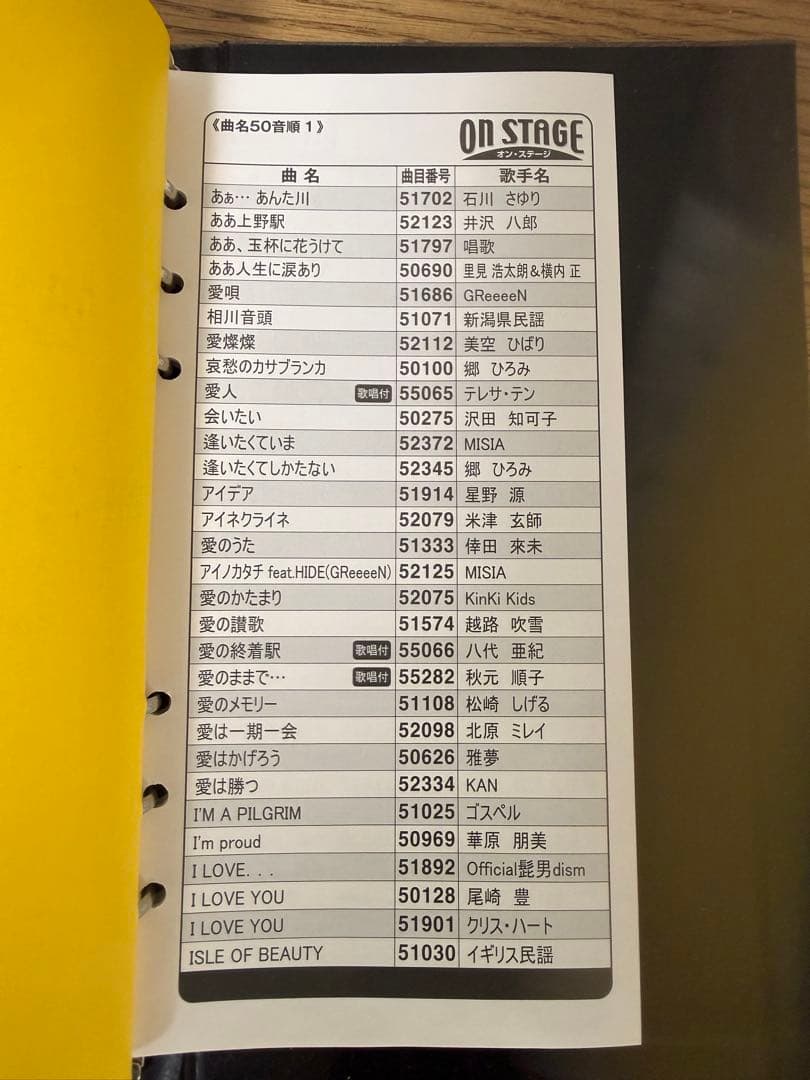 《曲名50音順 1》
ON STAGE
オン・ステージ
曲 名 曲目番号 歌手名
あぁ… あんた川 51702 石川 さゆり
ああ上野駅 52123 井沢 八郎
ああ、玉杯に花うけて 51797 唱歌
ああ人生に涙あり 50690 里見 浩太朗&横内 正
愛唄 51686 GReeeeN
相川音頭 51071 新潟県民謡
愛燦燦 52112 美空 ひばり
哀愁のカサブランカ 50100 郷 ひろみ
愛人 歌唱付 55065 テレサ・テン
会いたい 50275 沢田 知可子
逢いたくていま 52372 MISIA
逢いたくてしかたない 52345 郷 ひろみ
アイデア 51914 星野 源
アイネクライネ 52079 米津 玄師
愛のうた 51333 倖田 來未
アイノカタチ feat.HIDE(GReeeeN) 52125 MISIA
愛のかたまり 52075 KinKi Kids
愛の讃歌 51574 越路 吹雪
愛の終着駅 歌唱付 55066 八代 亜紀
愛のままで… 歌唱付 55282 秋元 順子
愛のメモリー 51108 松崎 しげる
愛は一期一会 52098 北原 ミレイ
愛はかげろう 50626 雅夢
愛は勝つ 52334 KAN
I'M A PILGRIM 51025 ゴスペル
I'm proud 50969 華原 朋美
I LOVE. . . 51892 Official髭男dism
I LOVE YOU 50128 尾崎 豊
I LOVE YOU 51901 クリス・ハート
ISLE OF BEAUTY 51030 イギリス民謡